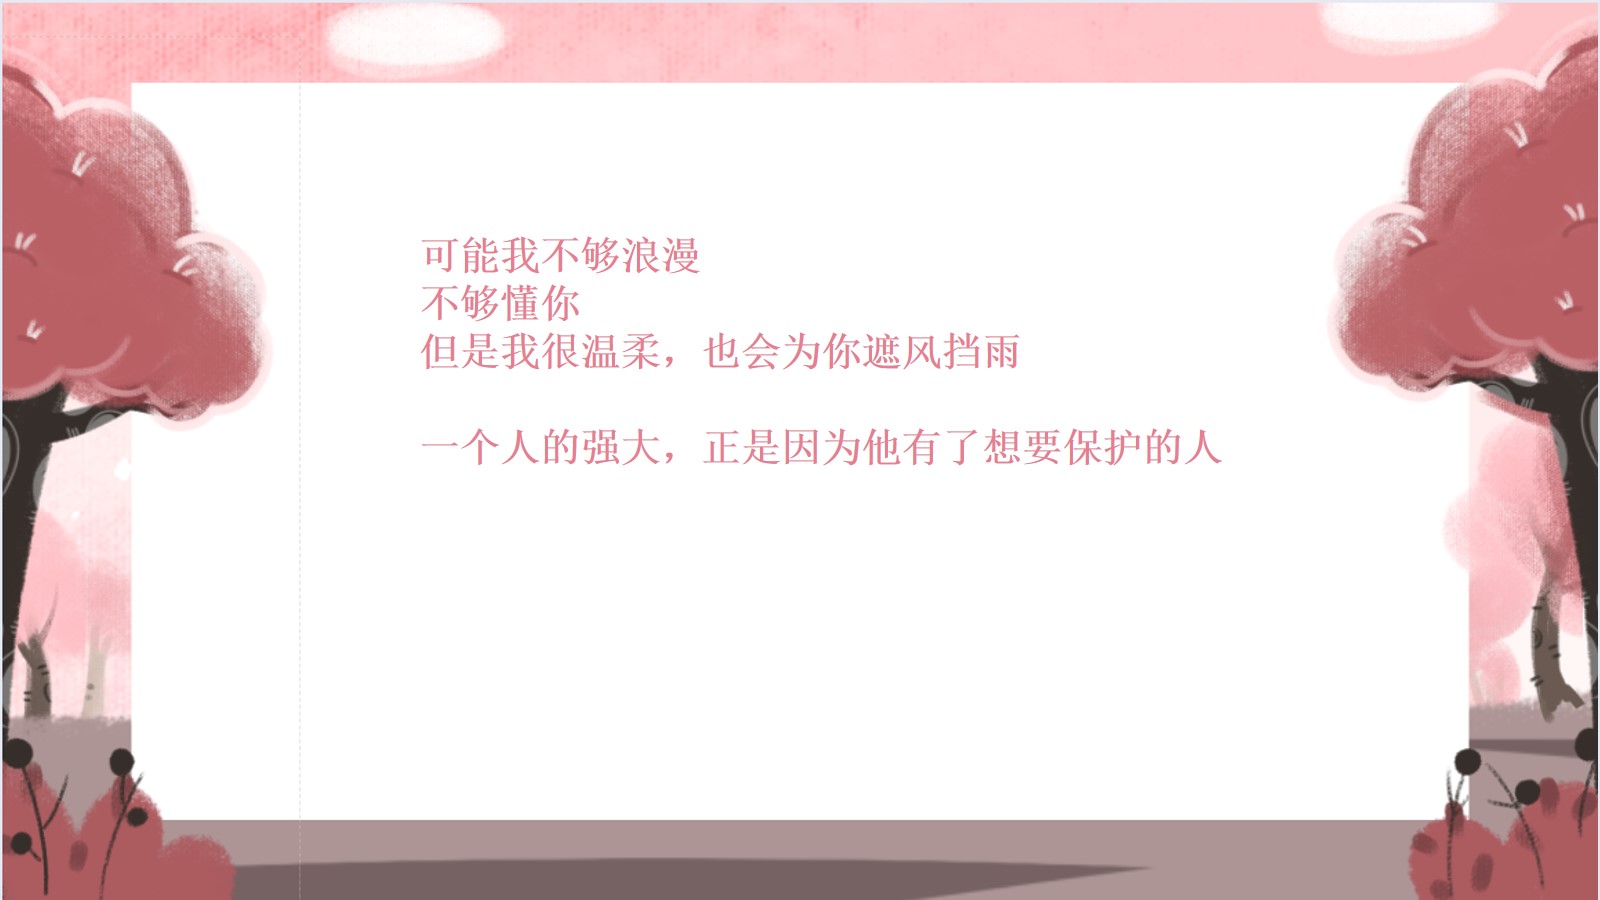 可能我不够浪漫
不够懂你
但是我很温柔，也会为你遮风挡雨
一个人的强大，正是因为他有了想要保护的人